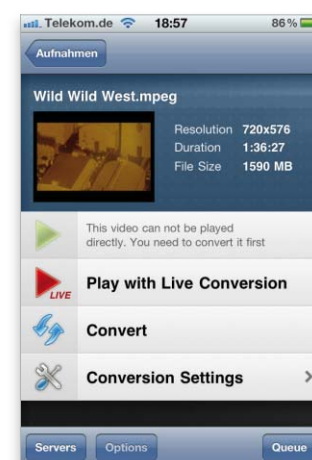 Telekom.de 18:57 86 %
Aufnahmen
Wild Wild West.mpeg
Resolution 720x576
Duration 1:36:27
File Size 1590 MB
This video can not be played
directly. You need to convert it first
LIVE
Play with Live Conversion
Convert
Conversion Settings
Servers Options Queue